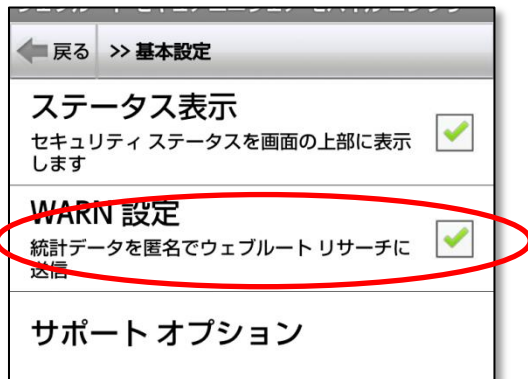 戻る >> 基本設定
ステータス表示
セキュリティ ステータスを画面の上部に表示
します
WARN 設定
統計データを匿名でウェブルート リサーチに
送信
サポート オプション